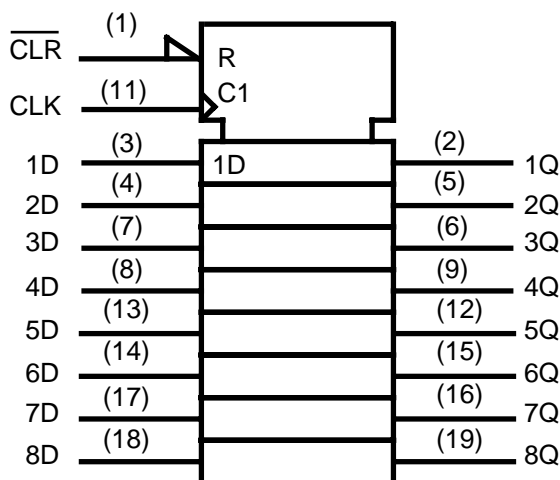 (1)
CLR R
(11)
CLK C1
(3) (2)
1D 1D 1Q
(4) (5)
2D 2Q
(7) (6)
3D 3Q
(8) (9)
4D 4Q
(13) (12)
5D 5Q
(14) (15)
6D 6Q
(17) (16)
7D 7Q
(18) (19)
8D 8Q